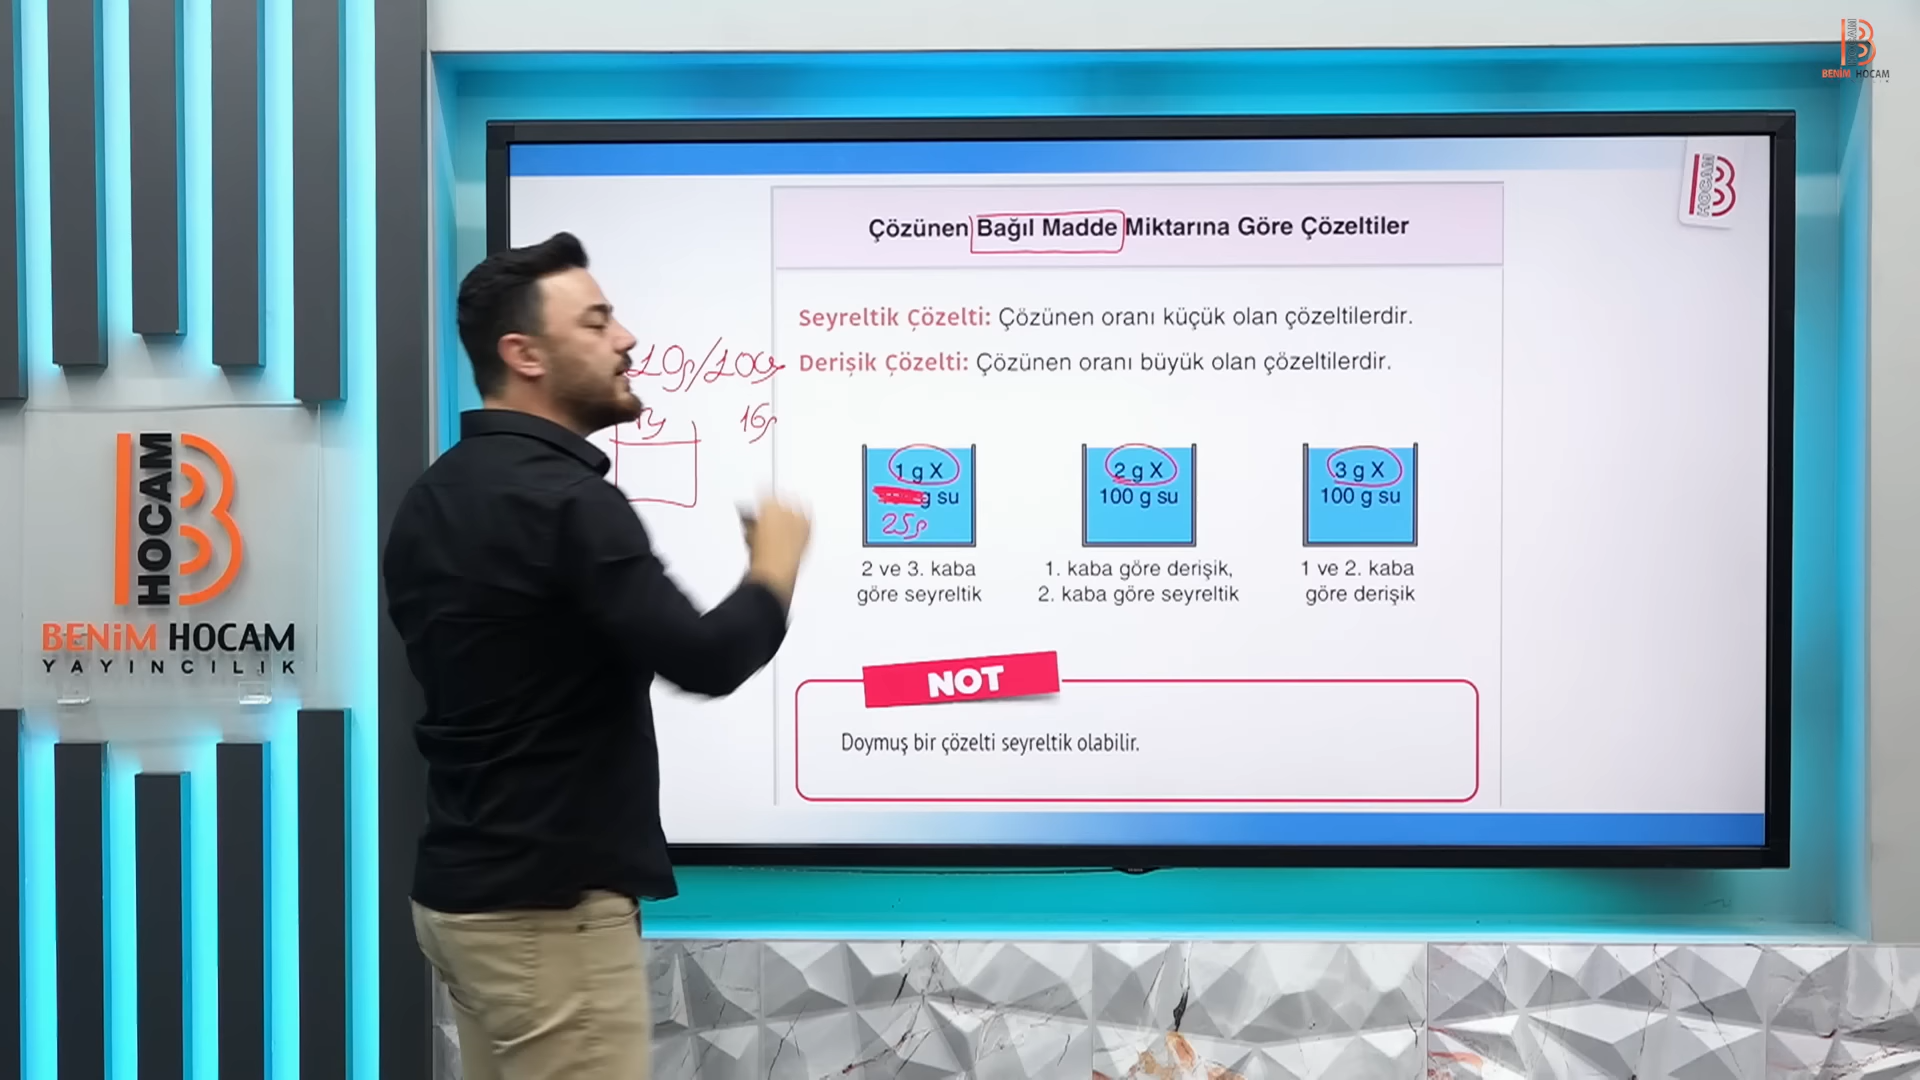 BENİM HOCAM
HOCAM
Çözünen Bağıl Madde Miktarına Göre Çözeltiler
Seyreltik Çözelti: Çözünen oranı küçük olan çözeltilerdir.
Derişik Çözelti: Çözünen oranı büyük olan çözeltilerdir.
16g
1 g X
g su
25g
2 g X
100 g su
3 g X
100 g su
2 ve 3. kaba
göre seyreltik
1. kaba göre derişik,
2. kaba göre seyreltik
1 ve 2. kaba
göre derişik
NOT
Doymuş bir çözelti seyreltik olabilir.
HOCAM
BENİM HOCAM
YAYINCILIK